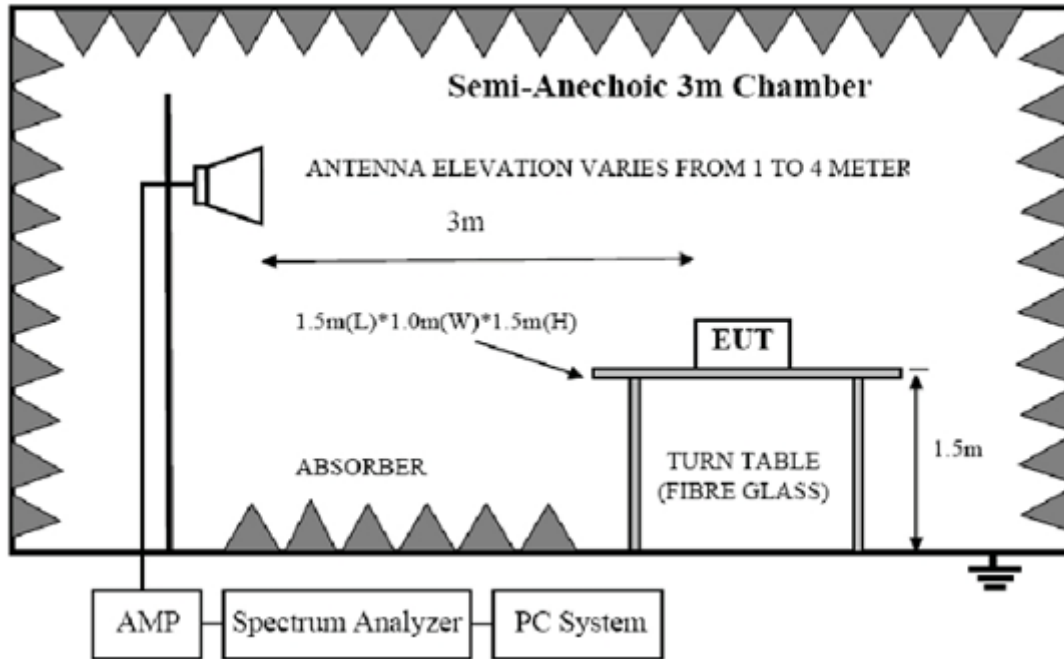 Semi-Anechoic 3m Chamber
ANTENNA ELEVATION VARIES FROM 1 TO 4 METER
3m
1.5m(L)*1.0m(W)*1.5m(H)
EUT
1.5m
ABSORBER
TURN TABLE
(FIBRE GLASS)
AMP
Spectrum Analyzer
PC System